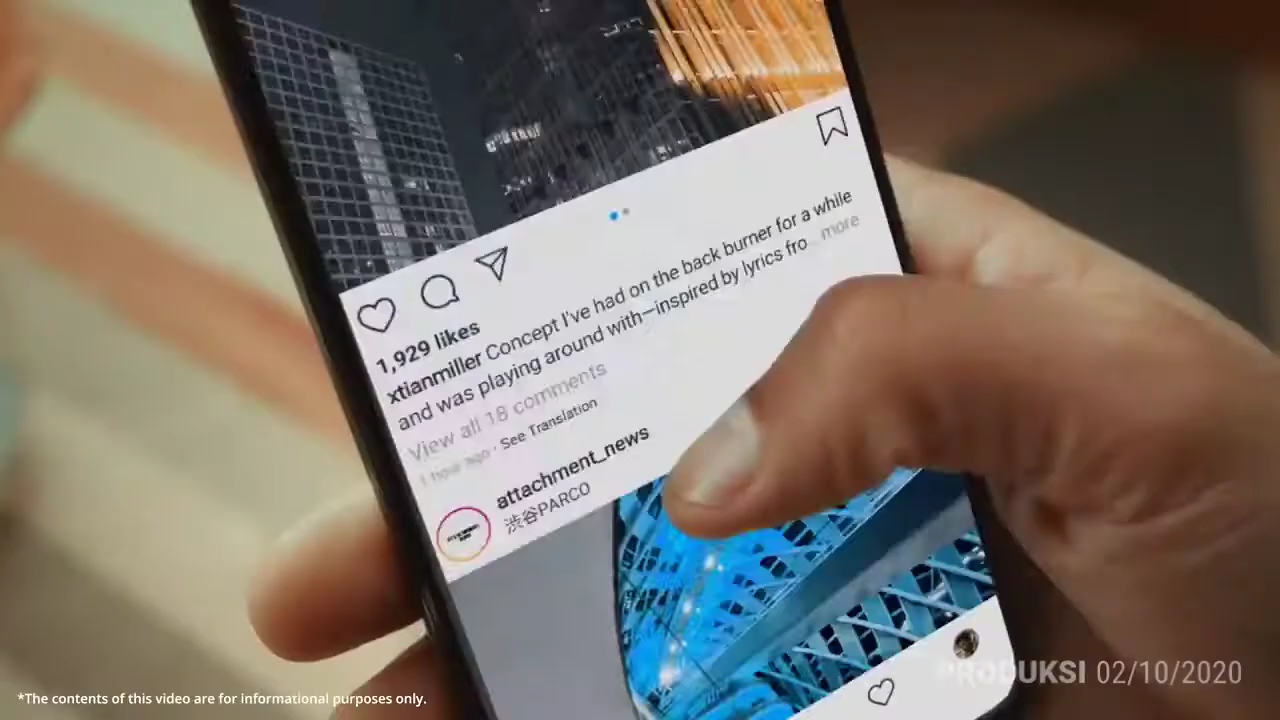 1,929 likes
xtianmiller Concept I've had on the back burner for a while
and was playing around with—inspired by lyrics fro... more
View all 18 comments
1 hour ago · See Translation
attachment_news
渋谷PARCO
PRODUKSI 02/10/2020
*The contents of this video are for informational purposes only.